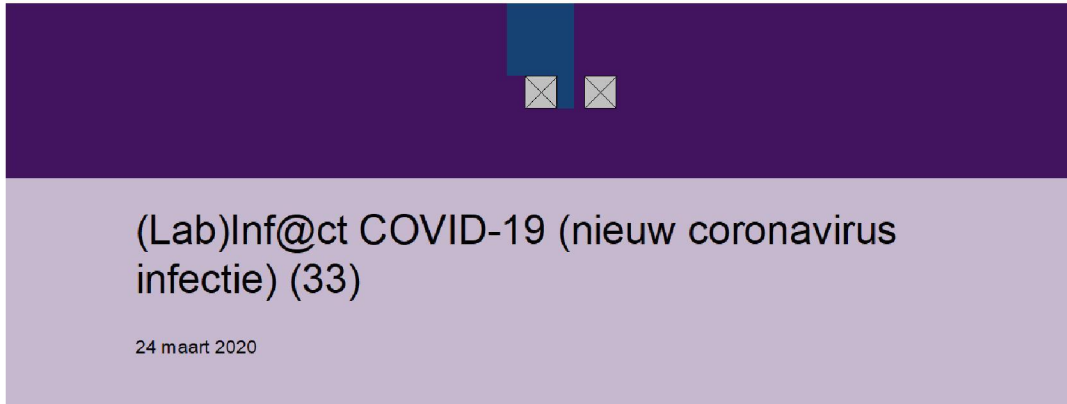 (Lab)Inf@ct COVID-19 (nieuw coronavirus
infectie) (33)
24 maart 2020